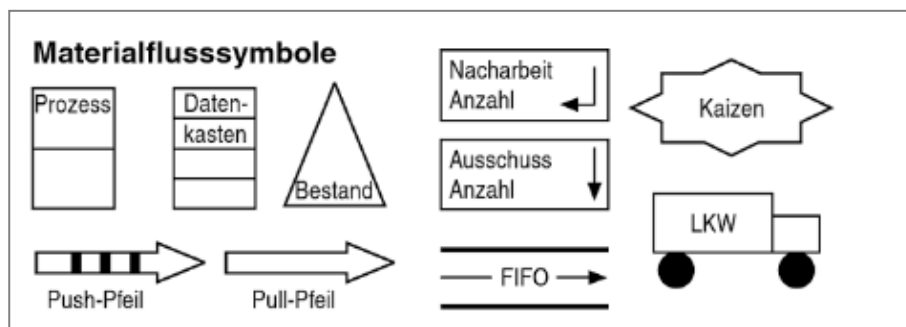 Materialflusssymbole
Prozess
Daten-
kasten
Bestand
Nacharbeit
Anzahl
Kaizen
Ausschuss
Anzahl
LKW
Push-Pfeil
Pull-Pfeil
FIFO